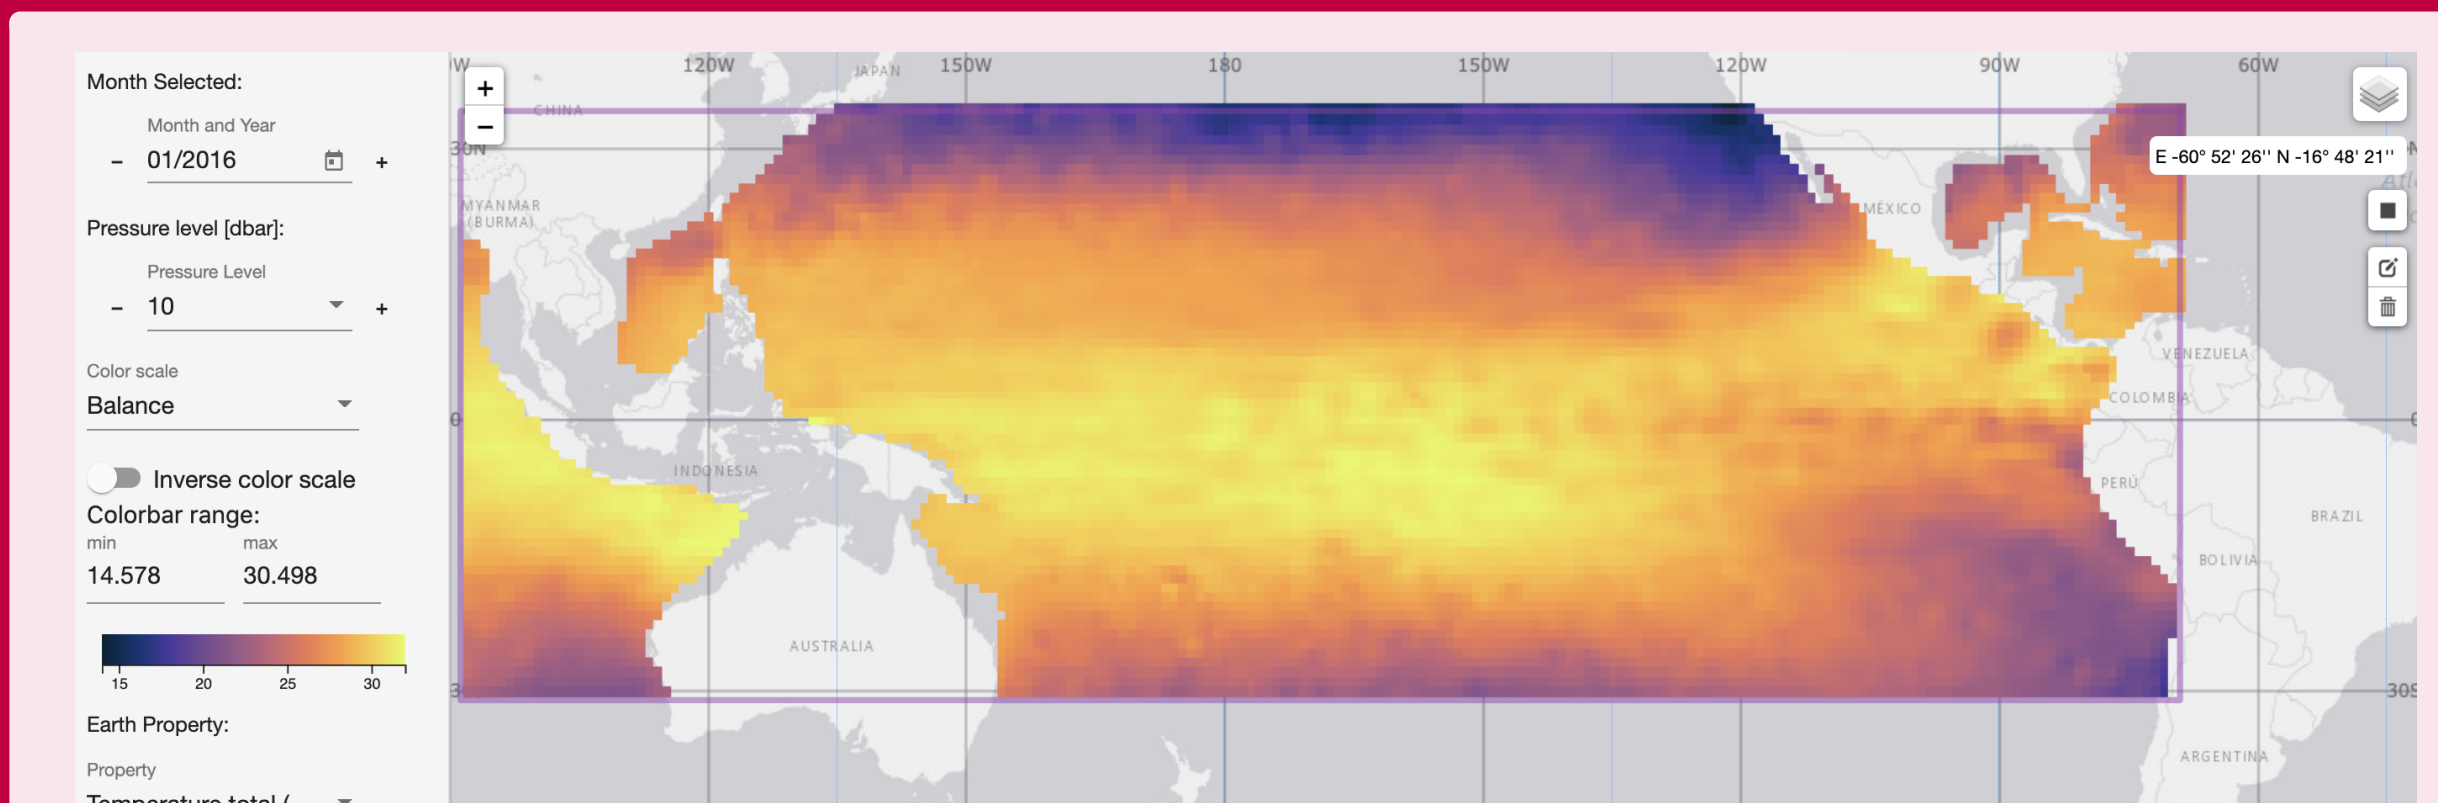 Month Selected:
Month and Year
− 01/2016 +
Pressure level [dbar]:
Pressure Level
− 10 +
Color scale
Balance
Inverse color scale
Colorbar range:
min max
14.578 30.498
15 20 25 30
Earth Property:
Property
Temperature total (
W 120W 150W 180 150W 120W 90W 60W
+
−
JAPAN
CHINA
30N
E -60° 52' 26'' N -16° 48' 21''
MYANMAR
(BURMA)
MÉXICO
VENEZUELA
COLOMBIA
0
INDONESIA
PERÚ
BRAZIL
BOLIVIA
AUSTRALIA
30S
ARGENTINA